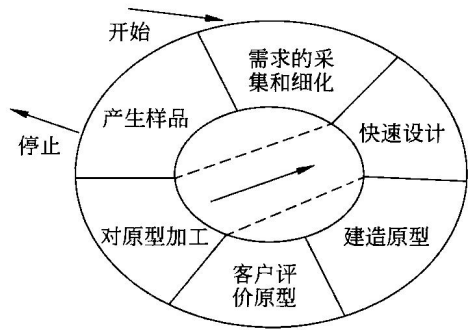 开始
需求的采
集和细化
产生样品
快速设计
停止
对原型加工
建造原型
客户评
价原型